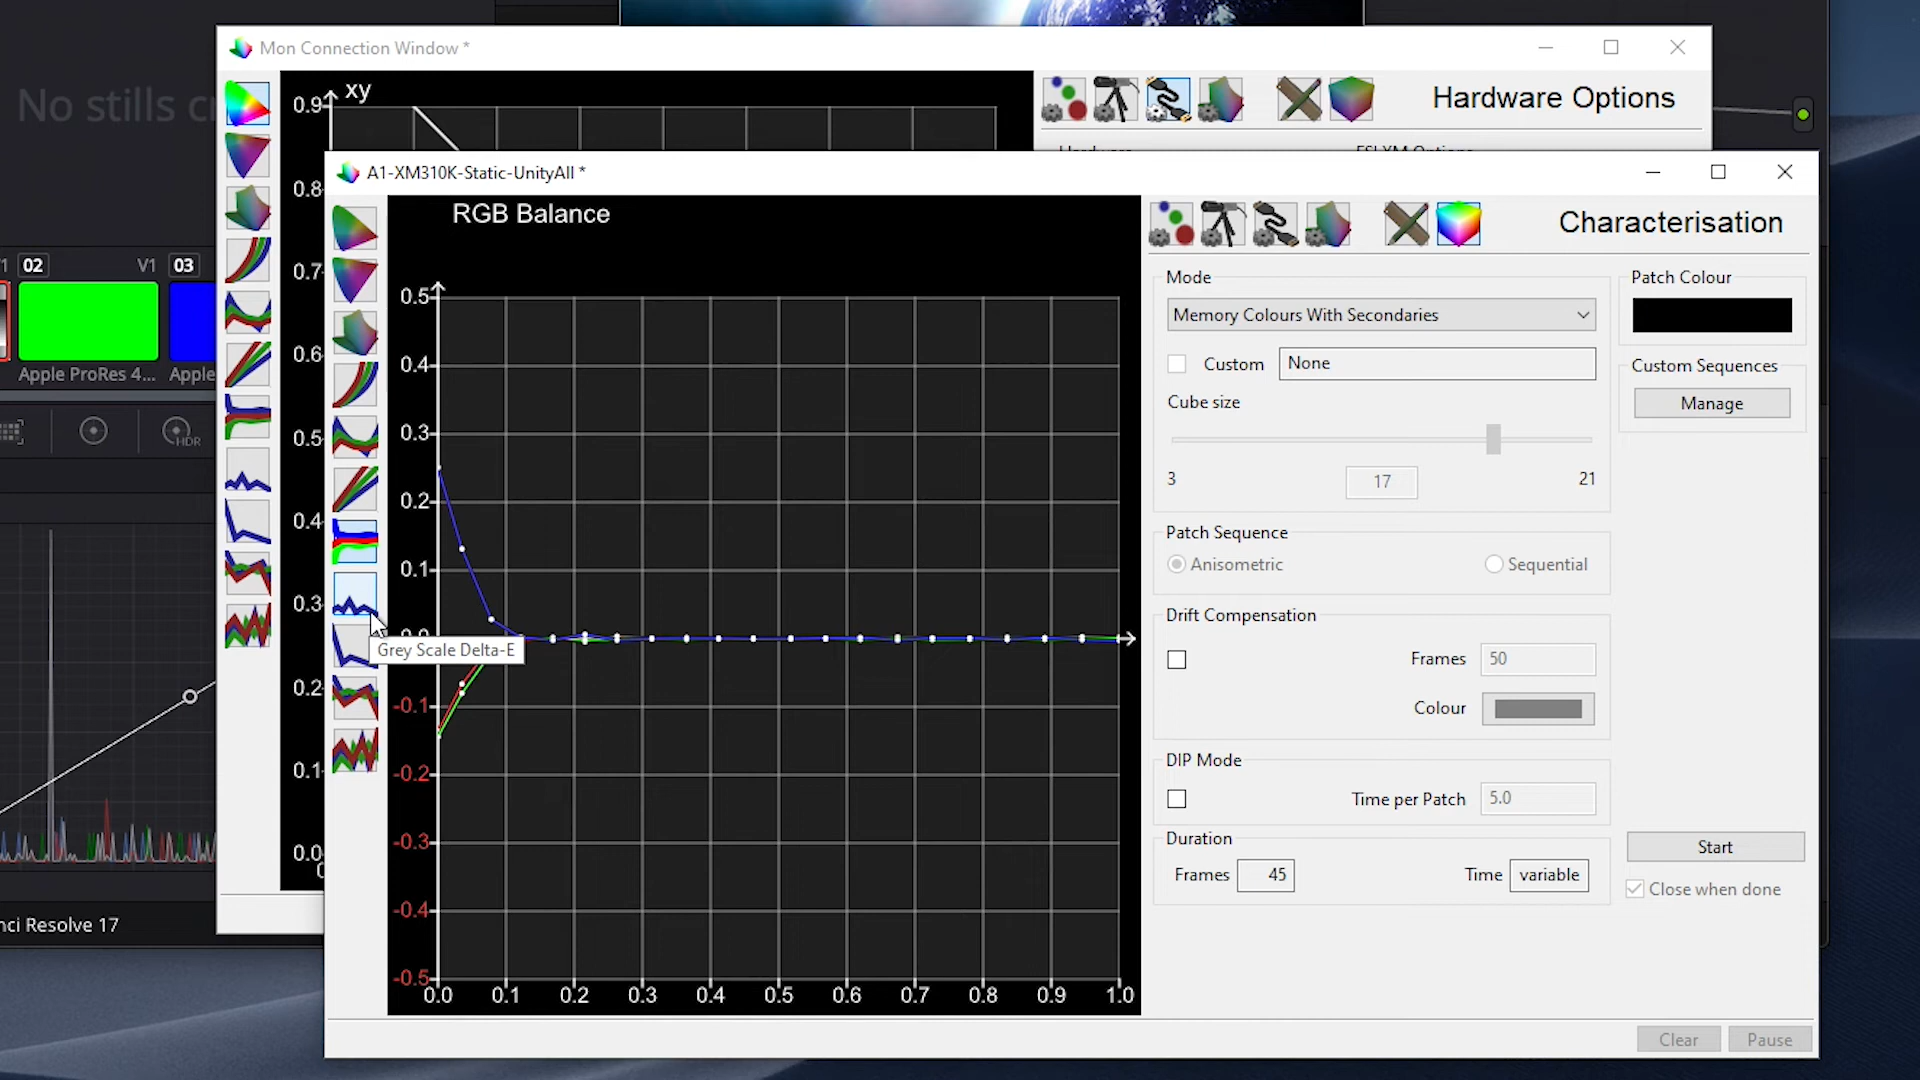 Mon Connection Window *
No stills cr
xy
Hardware Options
0.9
0.8
0.7
0.6
0.5
0.4
0.3
0.2
0.1
0.0
A1-XM310K-Static-UnityAll *
RGB Balance
0.5
0.4
0.3
0.2
0.1
-0.1
-0.2
-0.3
-0.4
-0.5
0.0 0.1 0.2 0.3 0.4 0.5 0.6 0.7 0.8 0.9 1.0
Grey Scale Delta-E
Characterisation
Mode
Memory Colours With Secondaries
Custom None
Cube size
3 17 21
Patch Sequence
Anisometric Sequential
Drift Compensation
Frames 50
Colour
DIP Mode
Time per Patch 5.0
Duration
Frames 45 Time variable
Patch Colour
Custom Sequences
Manage
Start
Close when done
Clear Pause
02 V1 03
Apple ProRes 4... Apple
HDR
nci Resolve 17